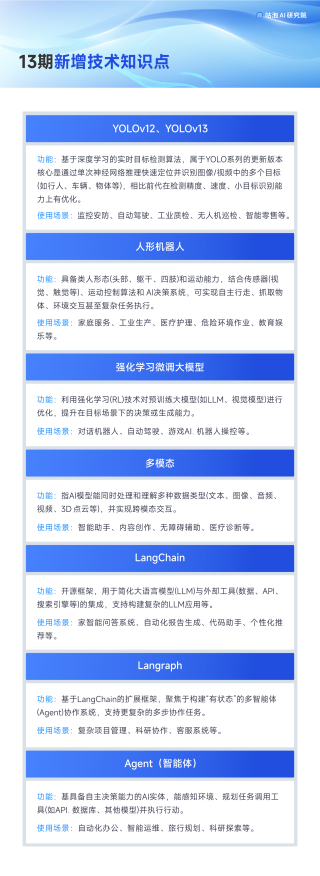 咕泡AI研究院
13期新增技术知识点
YOLOv12、YOLOv13
功能：基于深度学习的实时目标检测算法，属于YOLO系列的更新版本
核心是通过单次神经网络推理快速定位并识别图像/视频中的多个目标
(如行人、车辆、物体等)，相比前代在检测精度、速度、小目标识别能
力上有优化。
使用场景：监控安防、自动驾驶、工业质检、无人机巡检、智能零售等。
人形机器人
功能：具备类人形态(头部、躯干、四肢)和运动能力，结合传感器(视
觉、触觉等)、运动控制算法和 AI决策系统，可实现自主行走、抓取物
体、环境交互甚至复杂任务执行。
使用场景：家庭服务、工业生产、医疗护理、危险环境作业、教育娱
乐等。
强化学习微调大模型
功能：利用强化学习(RL)技术对预训练大模型(如LLM、视觉模型)进行
优化，提升在目标场景下的决策或生成能力。
使用场景：对话机器人、自动驾驶、游戏AI. 机器人操控等。
多模态
功能：指AI模型能同时处理和理解多种数据类型(文本、图像、音频、
视频、3D 点云等)，并实现跨模态交互。
使用场景：智能助手、内容创作、无障碍辅助、医疗诊断等。
LangChain
功能：开源框架，用于简化大语言模型(LLM)与外部工具(数据、API、
搜索引擎等)的集成，支持构建复杂的LLM应用等。
使用场景：家智能问答系统、自动化报告生成、代码助手、个性化推
荐等。
Langraph
功能：基于LangChain的扩展框架，聚焦于构建“有状态”的多智能体
(Agent)协作系统，支持更复杂的多步协作任务。
使用场景：复杂项目管理、科研协作、客服系统等。
Agent（智能体）
功能：基具备自主决策能力的AI实体，能感知环境、规划任务调用工
具(如API. 数据库、其他模型)并执行行动。
使用场景：自动化办公、智能运维、旅行规划、科研探索等。